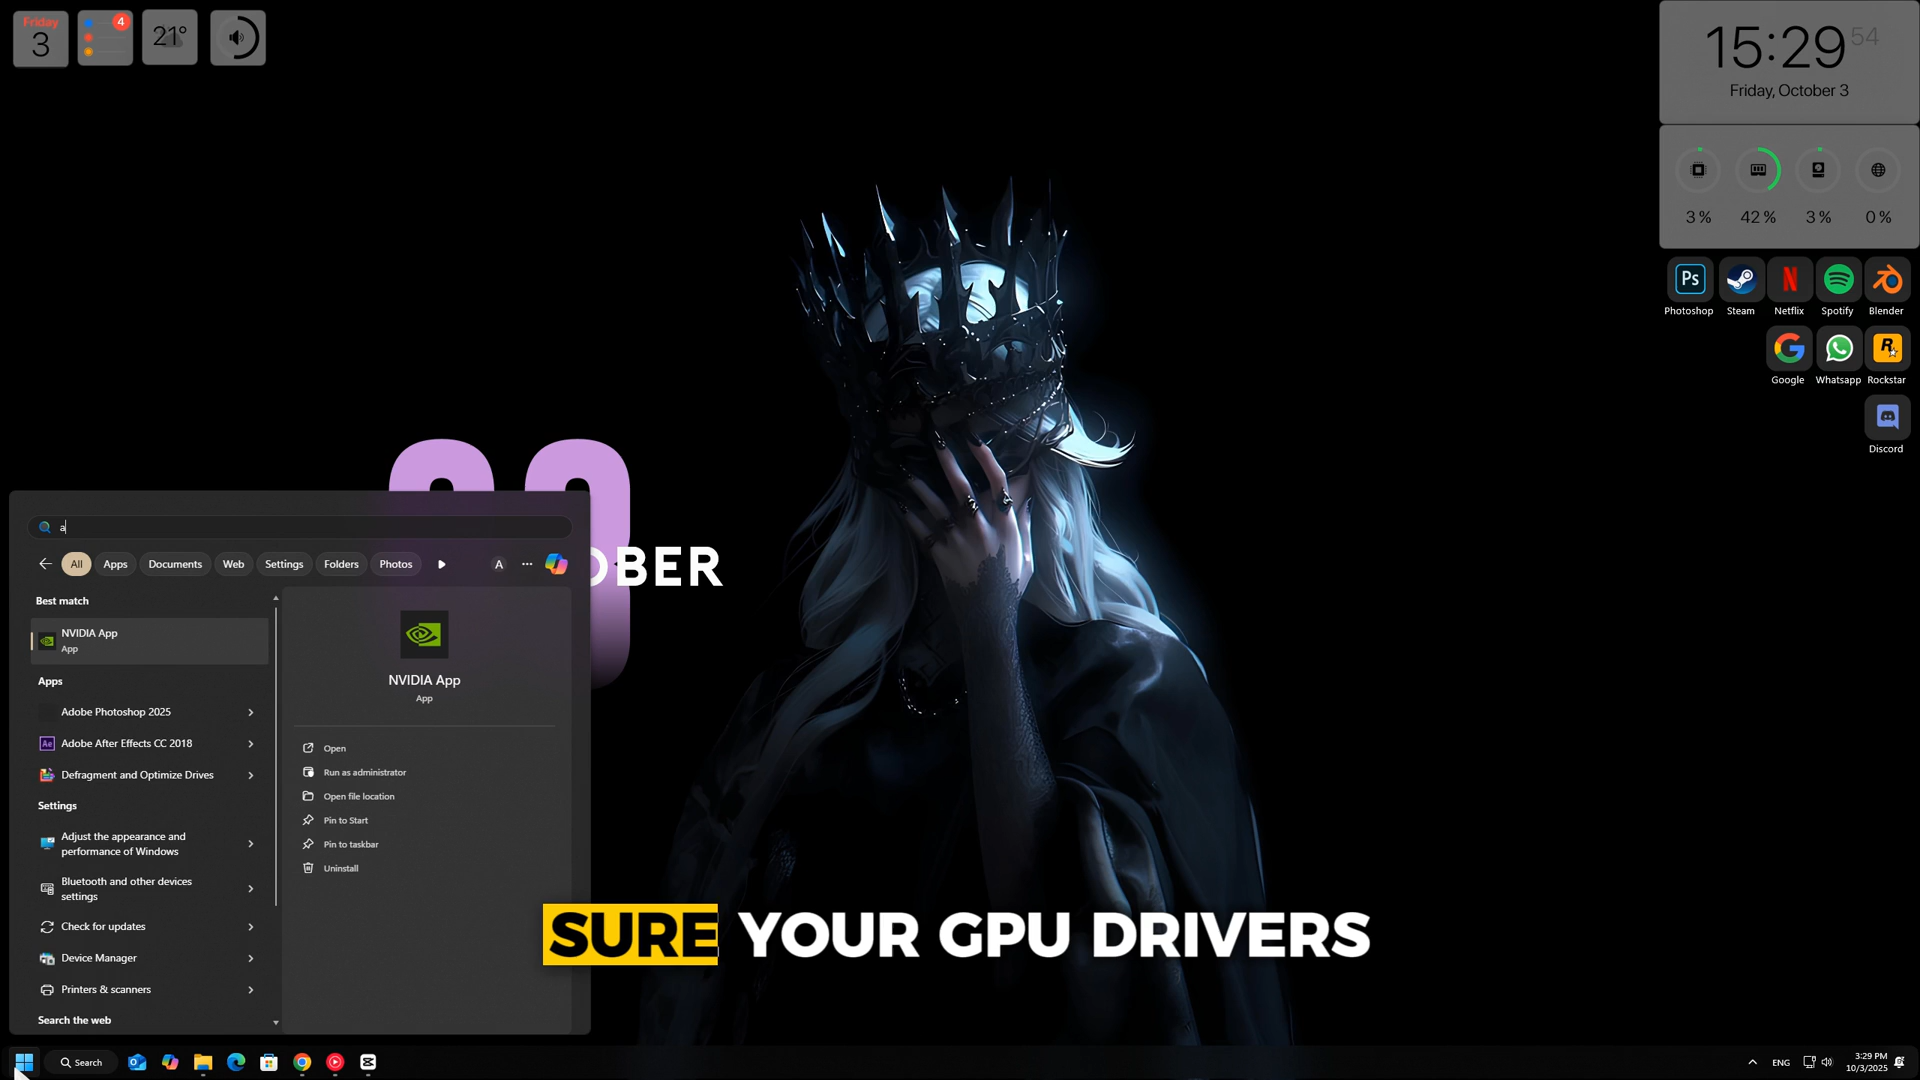 Friday
3
4
21°
15:29 54
Friday, October 3
3 %
42 %
3 %
0 %
Ps
Photoshop
Steam
Netflix
Spotify
Blender
Google
Whatsapp
Rockstar
Discord
OBER
a
All
Apps
Documents
Web
Settings
Folders
Photos
A
Best match
NVIDIA App
App
Apps
Adobe Photoshop 2025
Ae
Adobe After Effects CC 2018
Defragment and Optimize Drives
Settings
Adjust the appearance and
performance of Windows
Bluetooth and other devices
settings
Check for updates
Device Manager
Printers & scanners
Search the web
NVIDIA App
App
Open
Run as administrator
Open file location
Pin to Start
Pin to taskbar
Uninstall
SURE YOUR GPU DRIVERS
Search
ENG
3:29 PM
10/3/2025